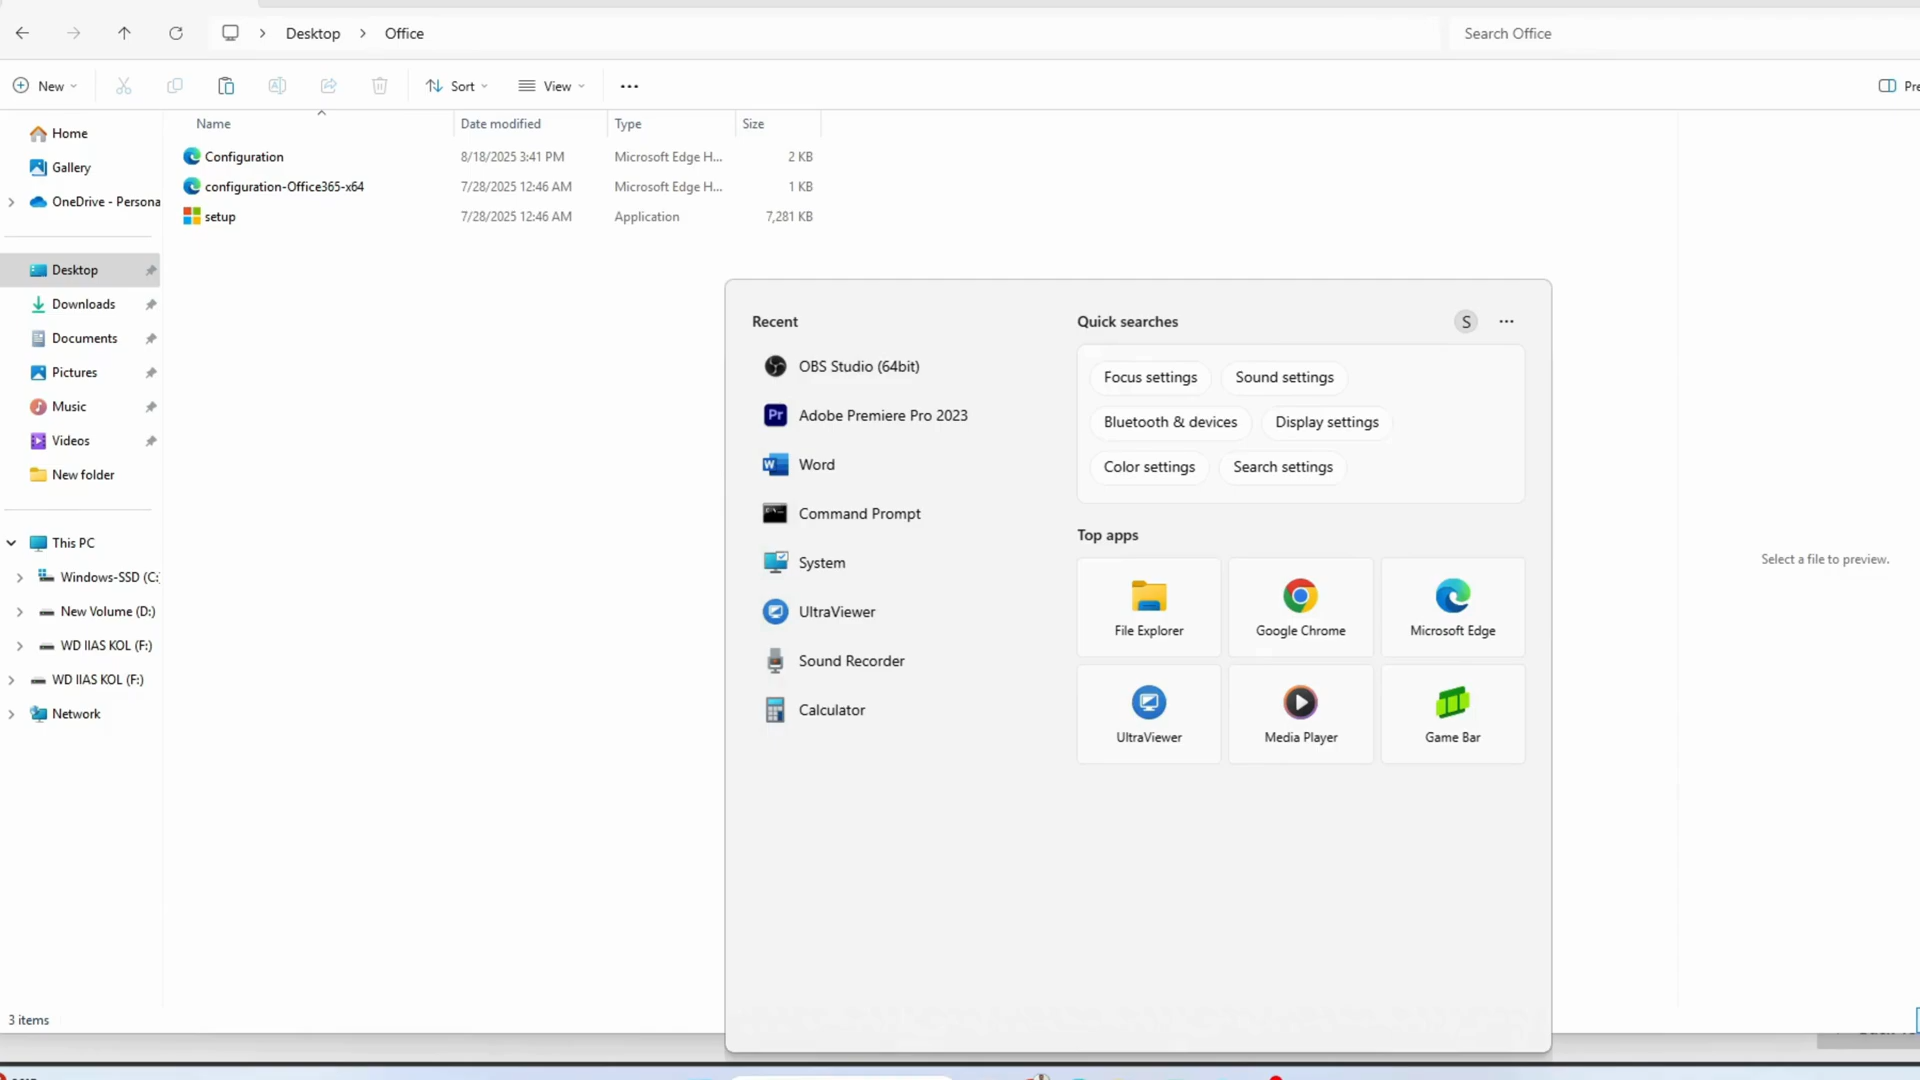 Desktop
Office
Search Office
New
Sort
View
Pre
Name
Date modified
Type
Size
Configuration
8/18/2025 3:41 PM
Microsoft Edge H...
2 KB
configuration-Office365-x64
7/28/2025 12:46 AM
Microsoft Edge H...
1 KB
setup
7/28/2025 12:46 AM
Application
7,281 KB
Home
Gallery
OneDrive - Persona
Desktop
Downloads
Documents
Pictures
Music
Videos
New folder
This PC
Windows-SSD (C:)
New Volume (D:)
WD IIAS KOL (F:)
WD IIAS KOL (F:)
Network
3 items
Recent
OBS Studio (64bit)
Adobe Premiere Pro 2023
Word
Command Prompt
System
UltraViewer
Sound Recorder
Calculator
Quick searches
S
Focus settings
Sound settings
Bluetooth & devices
Display settings
Color settings
Search settings
Top apps
File Explorer
Google Chrome
Microsoft Edge
UltraViewer
Media Player
Game Bar
Select a file to preview.